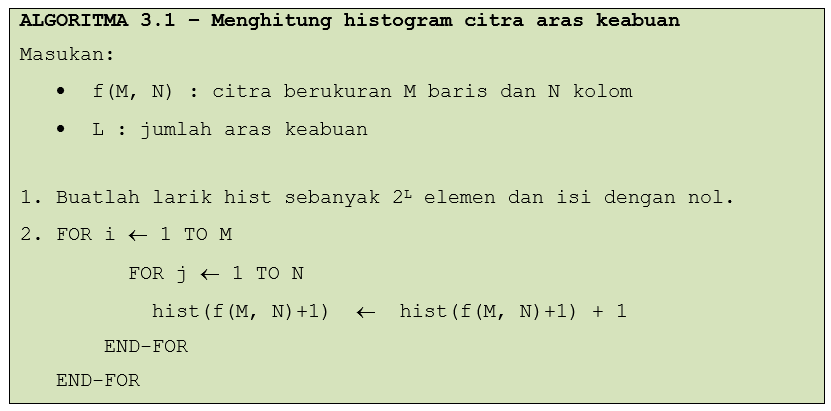 ALGORITMA 3.1 – Menghitung histogram citra aras keabuan
Masukan:
• f(M, N) : citra berukuran M baris dan N kolom
• L : jumlah aras keabuan
1. Buatlah larik hist sebanyak 2ᴸ elemen dan isi dengan nol.
2. FOR i ← 1 TO M
FOR j ← 1 TO N
hist(f(M, N)+1) ← hist(f(M, N)+1) + 1
END-FOR
END-FOR